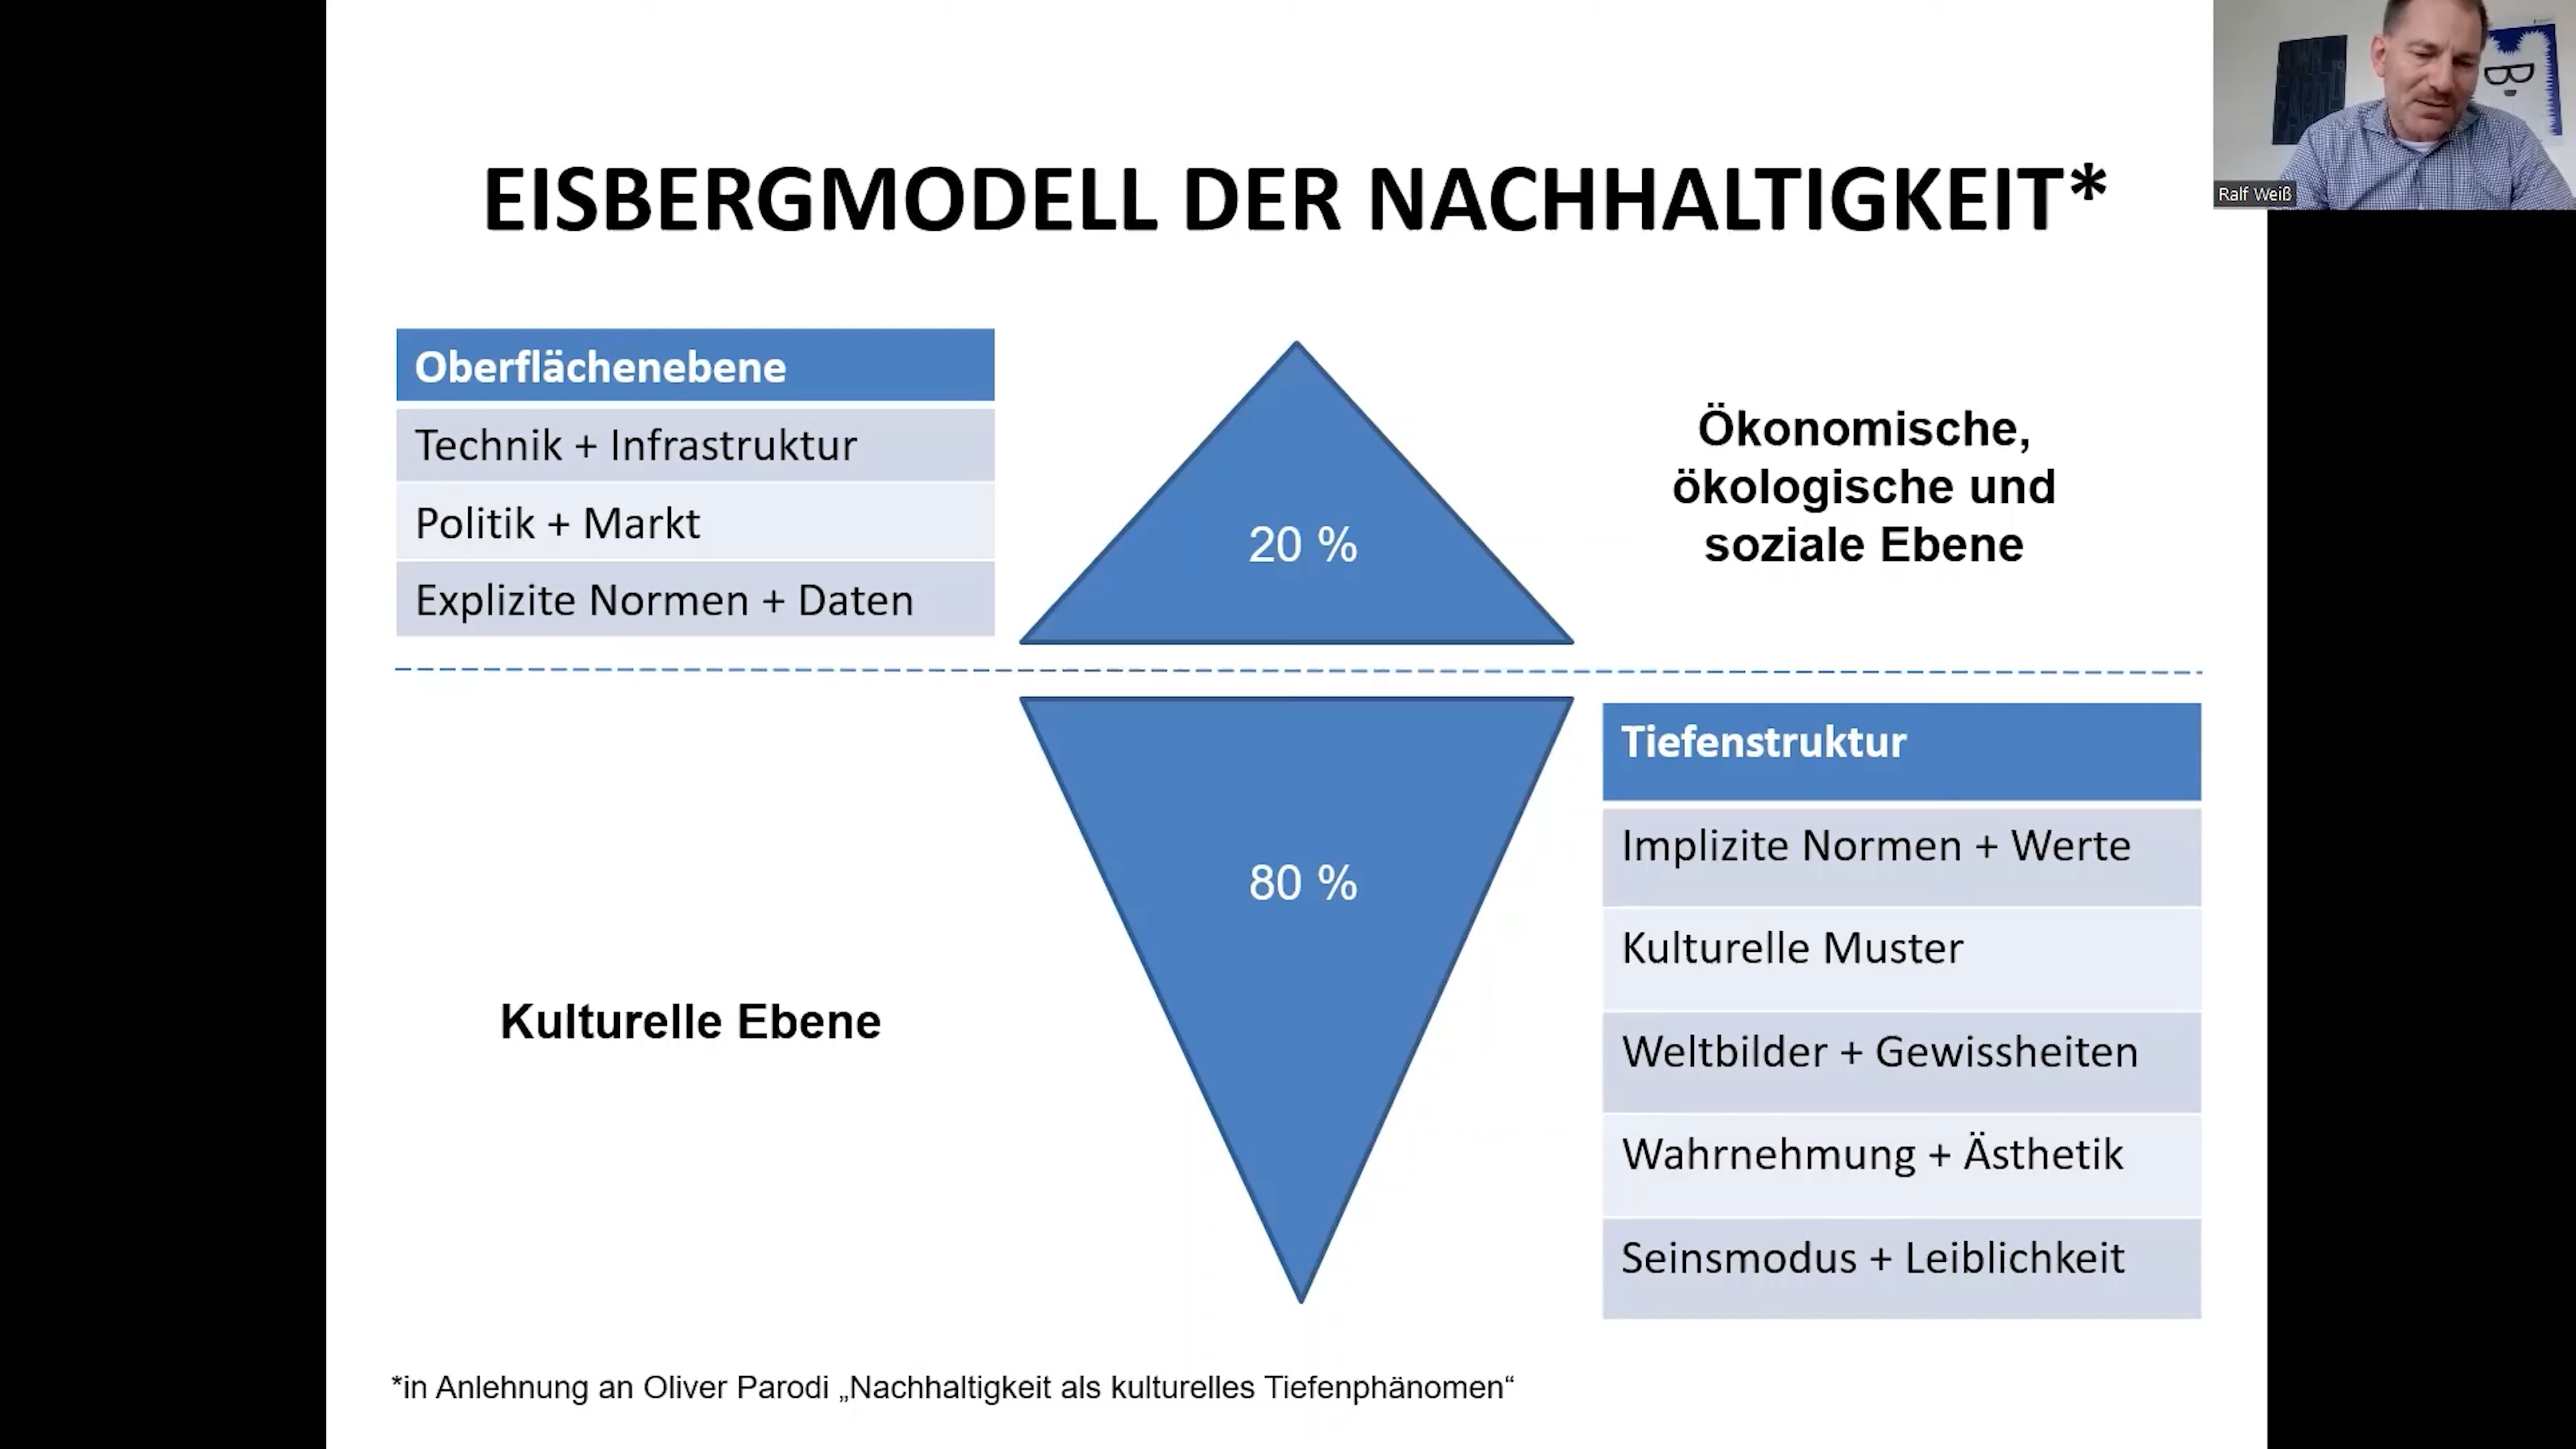 EISBERGMODELL DER NACHHALTIGKEIT*
Ralf Weiß
Oberflächenebene
Technik + Infrastruktur
Politik + Markt
Explizite Normen + Daten
20 %
Ökonomische,
ökologische und
soziale Ebene
80 %
Kulturelle Ebene
Tiefenstruktur
Implizite Normen + Werte
Kulturelle Muster
Weltbilder + Gewissheiten
Wahrnehmung + Ästhetik
Seinsmodus + Leiblichkeit
*in Anlehnung an Oliver Parodi „Nachhaltigkeit als kulturelles Tiefenphänomen“